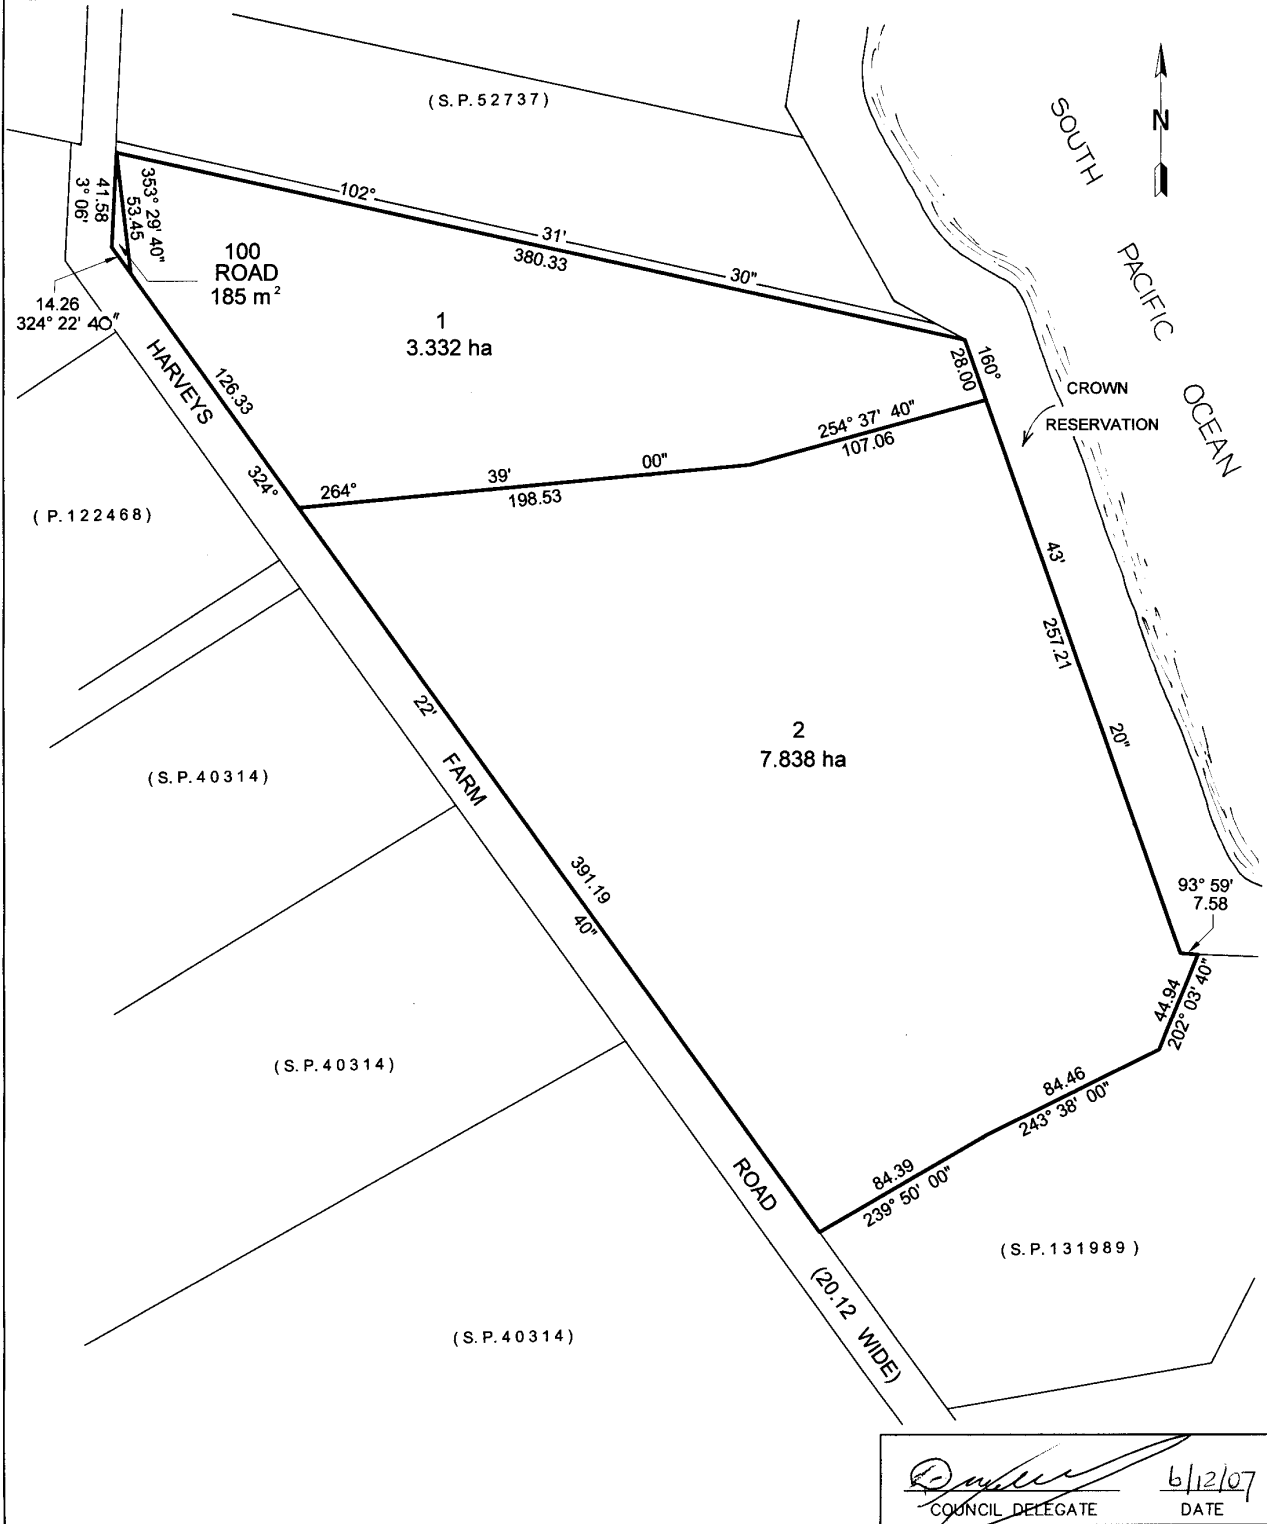 (S.P.52737)
N
SOUTH
PACIFIC
OCEAN
102°
31'
380.33
30"
41.58
3° 06'
353° 29' 40"
53.45
100
ROAD
185 m²
14.26
324° 22' 40"
1
3.332 ha
28.00
160°
CROWN
RESERVATION
HARVEYS
126.33
254° 37' 40"
107.06
324°
264°
39'
00"
198.53
(P.122468)
43'
257.21
20"
22'
FARM
2
7.838 ha
(S.P.40314)
391.19
40"
93° 59'
7.58
44.94
202° 03' 40"
(S.P.40314)
84.46
243° 38' 00"
84.39
239° 50' 00"
ROAD
(S.P.131989)
(20.12 WIDE)
(S.P.40314)
6/12/07
COUNCIL DELEGATE
DATE